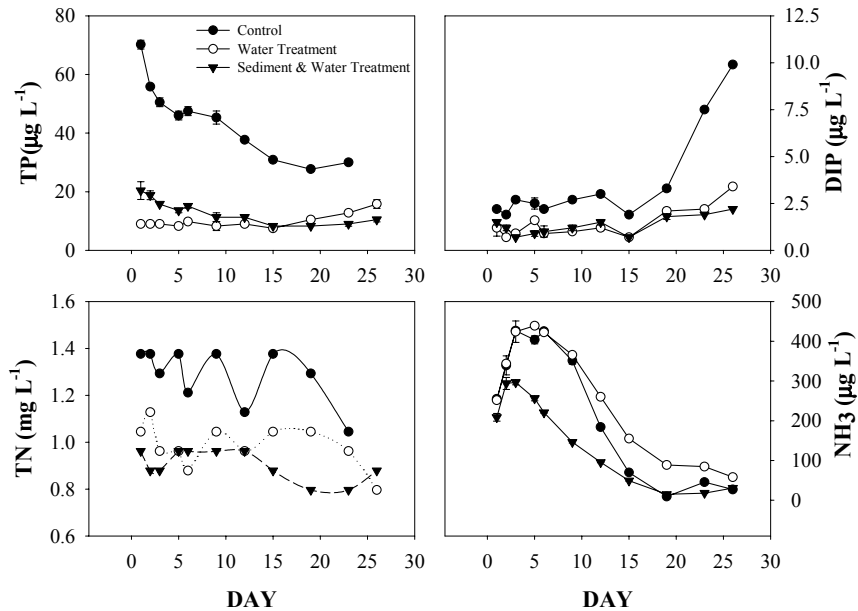 80
60
40
20
0
TP(µg L-1)
Control
Water Treatment
Sediment & Water Treatment
0 5 10 15 20 25 30
12.5
10.0
7.5
5.0
2.5
0.0
DIP (µg L-1)
0 5 10 15 20 25 30
1.6
1.4
1.2
1.0
0.8
0.6
TN (mg L-1)
0 5 10 15 20 25 30
DAY
500
400
300
200
100
0
NH3 (µg L-1)
0 5 10 15 20 25 30
DAY